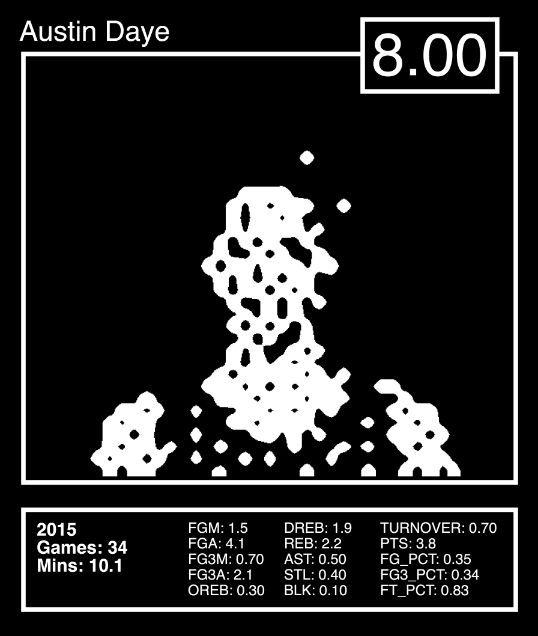 Austin Daye
8.00
2015
Games: 34
Mins: 10.1
FGM: 1.5
FGA: 4.1
FG3M: 0.70
FG3A: 2.1
OREB: 0.30
DREB: 1.9
REB: 2.2
AST: 0.50
STL: 0.40
BLK: 0.10
TURNOVER: 0.70
PTS: 3.8
FG_PCT: 0.35
FG3_PCT: 0.34
FT_PCT: 0.83